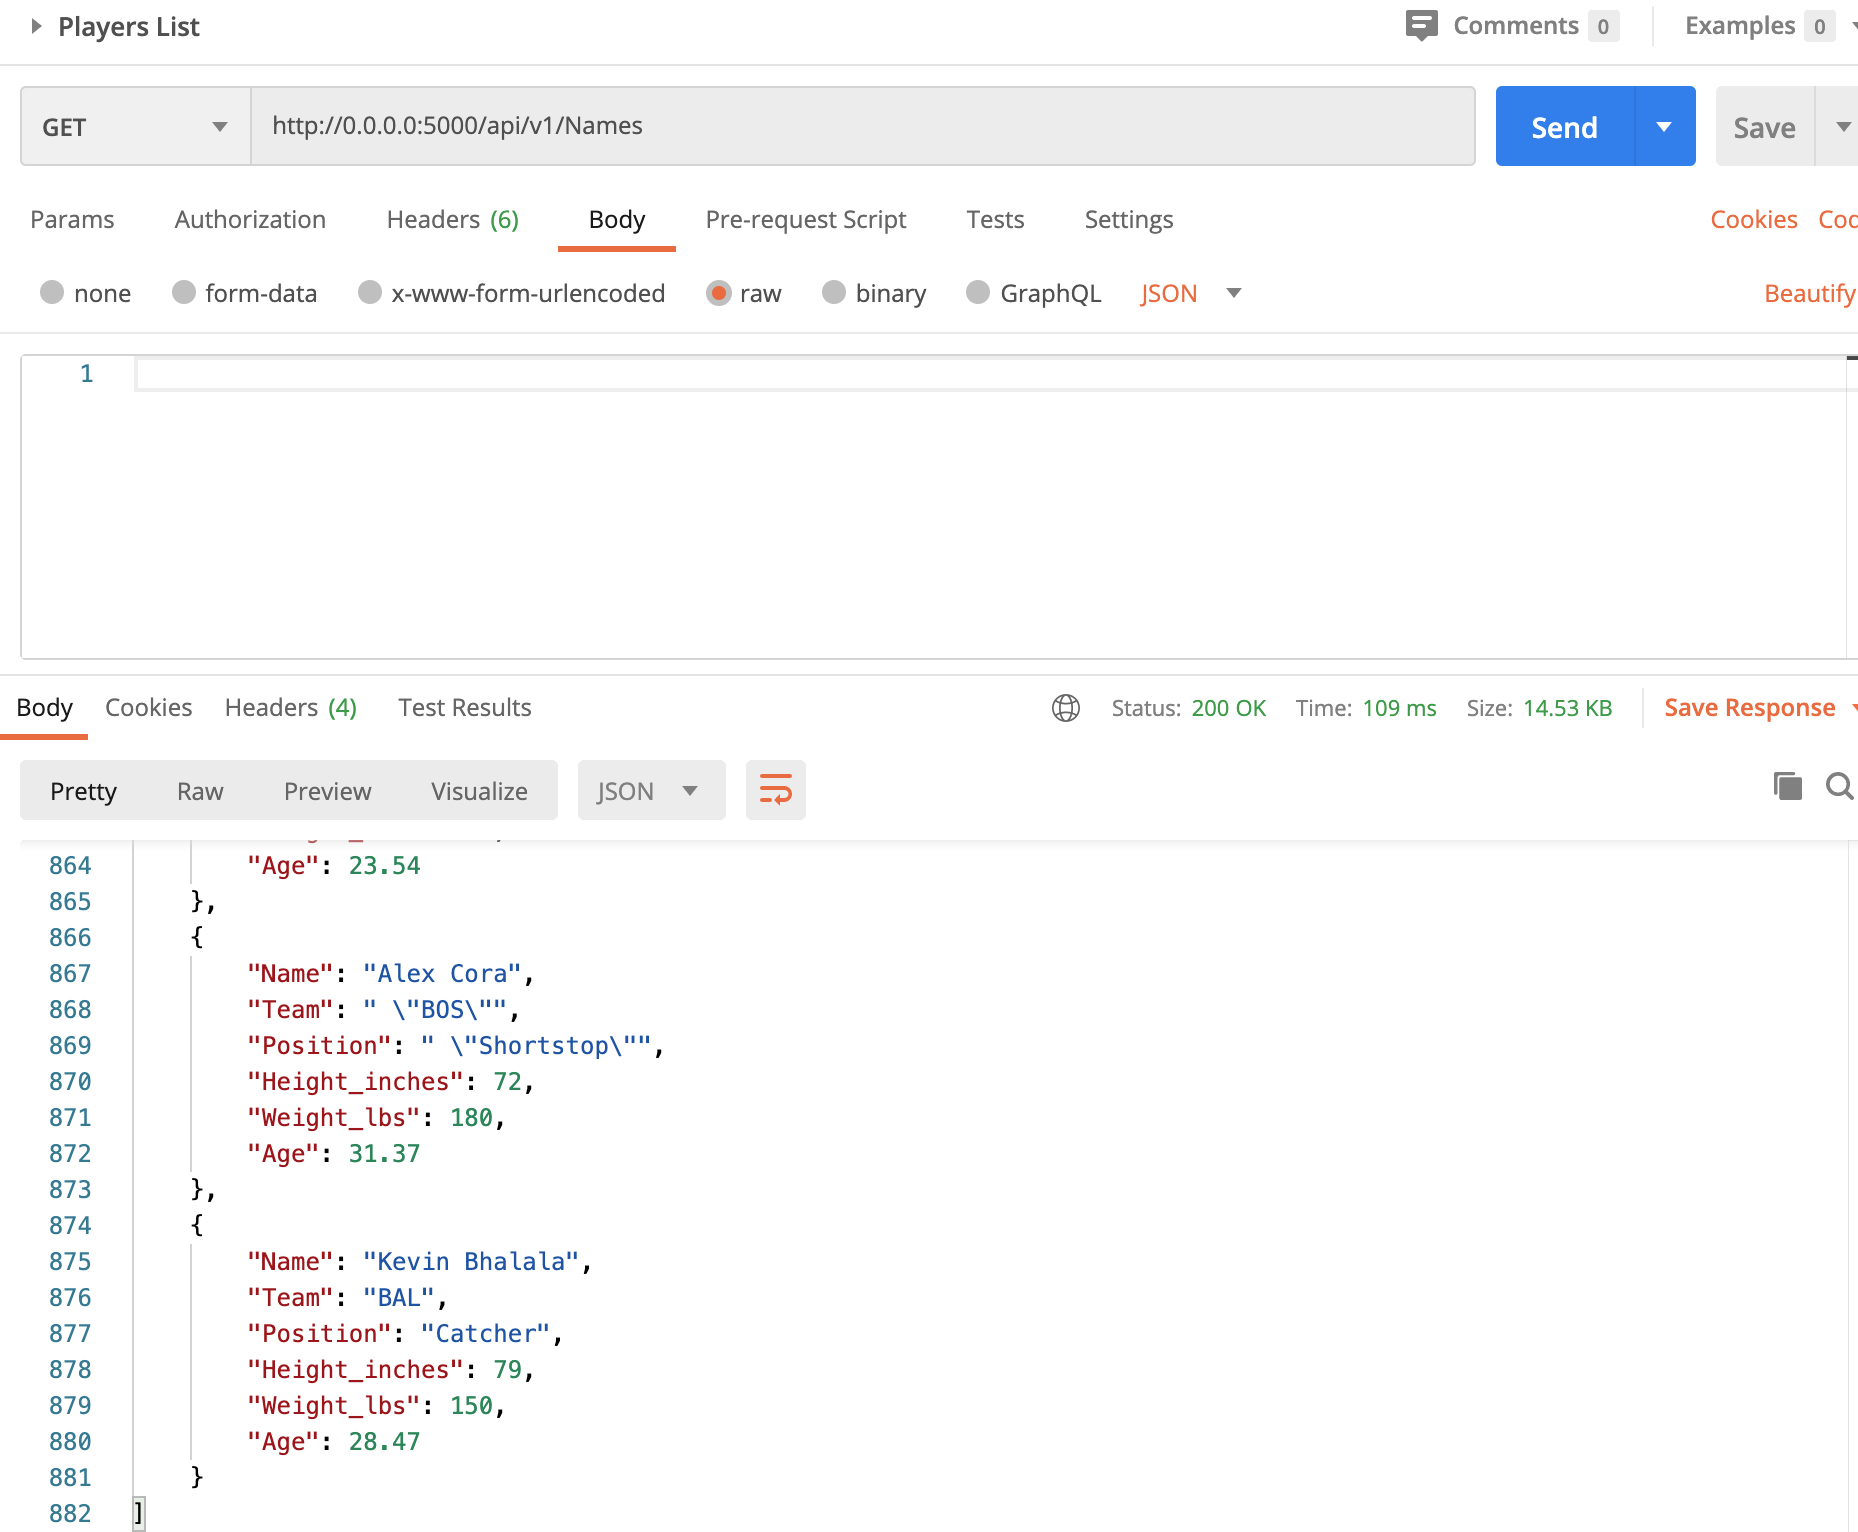 Players List
Comments 0
Examples 0
GET
http://0.0.0.0:5000/api/v1/Names
Send
Save
Params Authorization Headers (6) Body Pre-request Script Tests Settings Cookies
none form-data x-www-form-urlencoded raw binary GraphQL JSON Beautify
1
Body Cookies Headers (4) Test Results Status: 200 OK Time: 109 ms Size: 14.53 KB Save Response
Pretty Raw Preview Visualize JSON
864 "Age": 23.54
865 },
866 {
867 "Name": "Alex Cora",
868 "Team": " \"BOS\"",
869 "Position": " \"Shortstop\"",
870 "Height_inches": 72,
871 "Weight_lbs": 180,
872 "Age": 31.37
873 },
874 {
875 "Name": "Kevin Bhalala",
876 "Team": "BAL",
877 "Position": "Catcher",
878 "Height_inches": 79,
879 "Weight_lbs": 150,
880 "Age": 28.47
881 }
882 ]